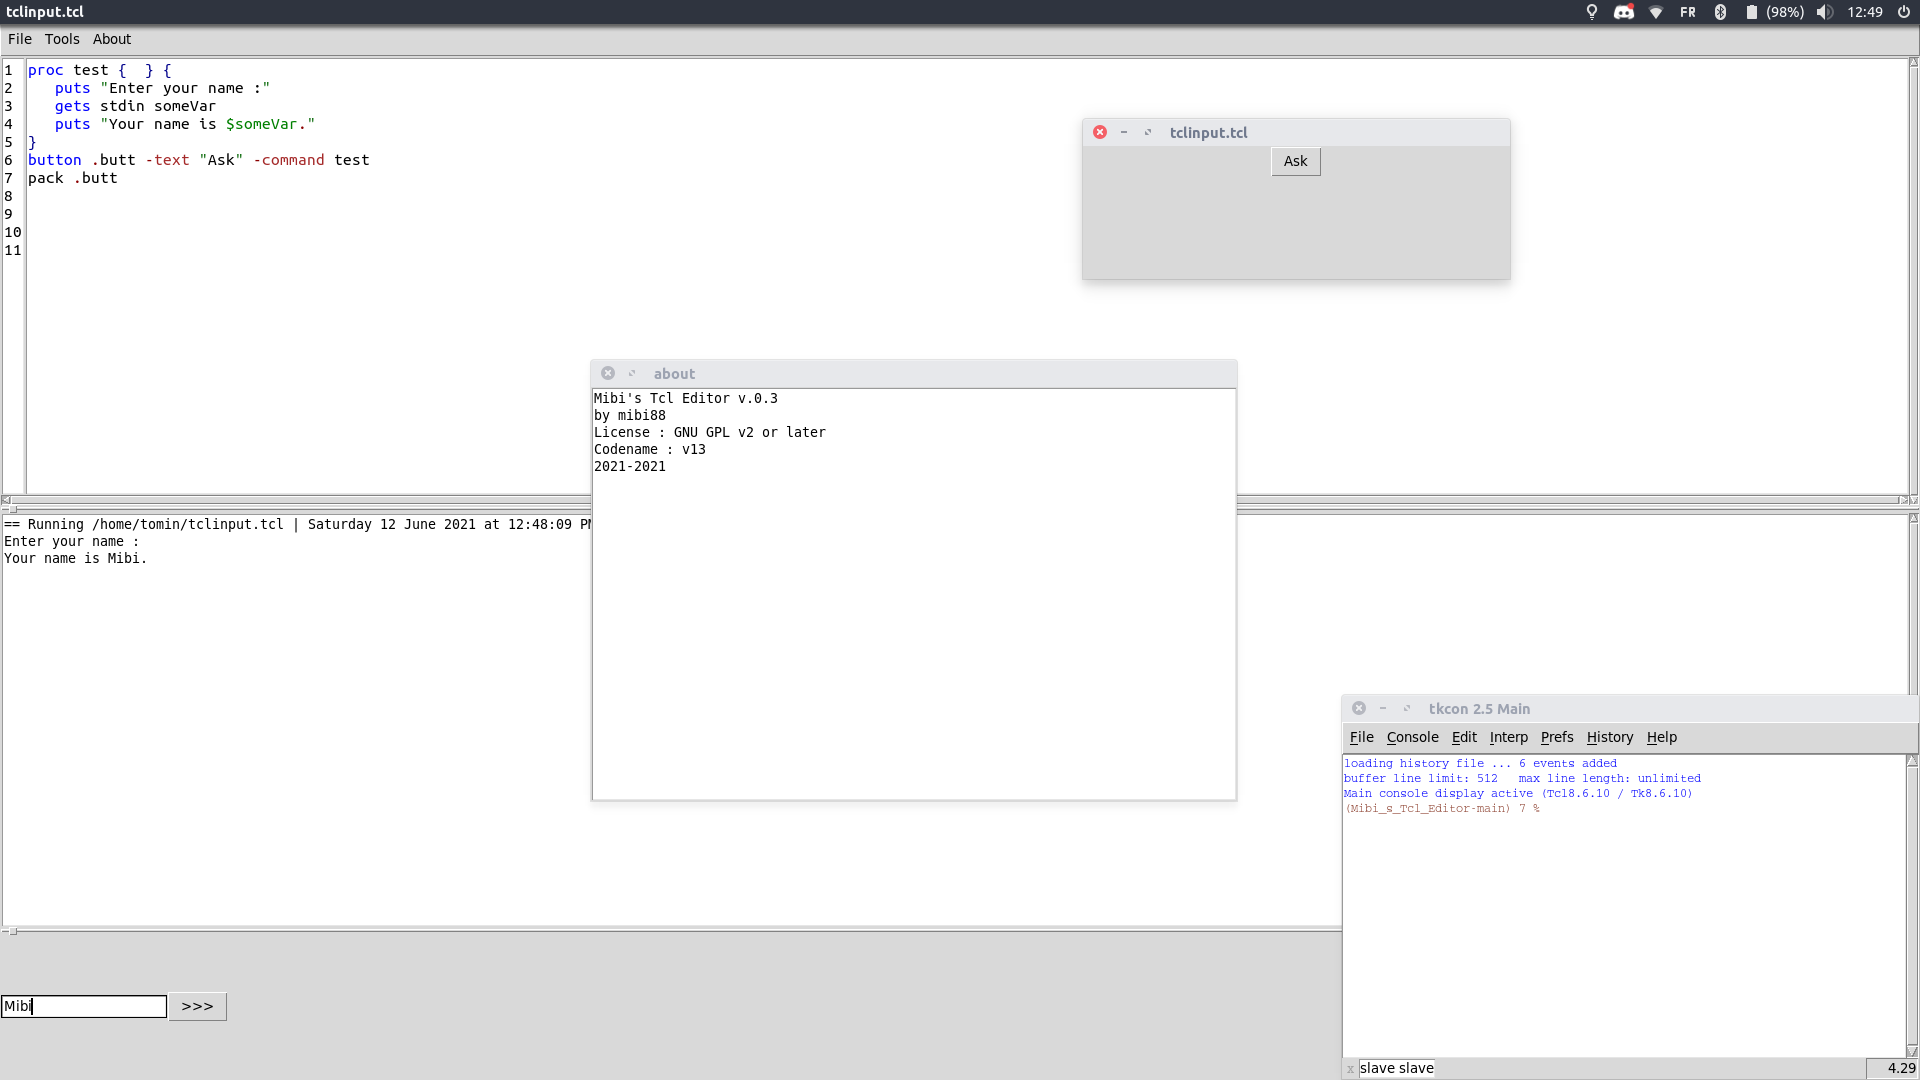 tclinput.tcl
FR (98%) 12:49
File Tools About
1 proc test {  } {
2    puts "Enter your name :"
3    gets stdin someVar
4    puts "Your name is $someVar."
5 }
6 button .butt -text "Ask" -command test
7 pack .butt
8
9
10
11
tclinput.tcl
Ask
about
Mibi's Tcl Editor v.0.3
by mibi88
License : GNU GPL v2 or later
Codename : v13
2021-2021
== Running /home/tomin/tclinput.tcl | Saturday 12 June 2021 at 12:48:09 PM
Enter your name :
Your name is Mibi.
tkcon 2.5 Main
File Console Edit Interp Prefs History Help
loading history file ... 6 events added
buffer line limit: 512   max line length: unlimited
Main console display active (Tcl8.6.10 / Tk8.6.10)
(Mibi_s_Tcl_Editor-main) 7 %
Mibi >>>
x slave slave 4.29